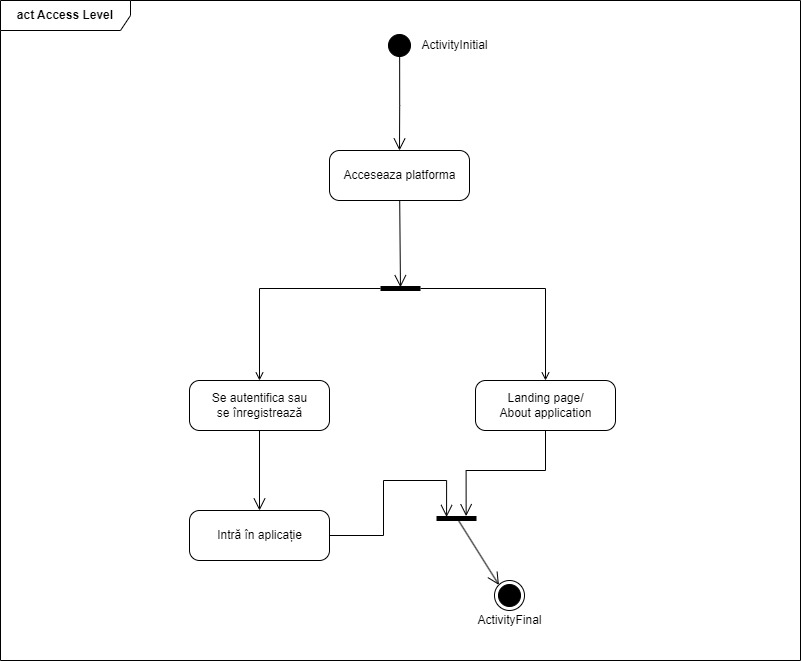 act Access Level
ActivityInitial
Acceseaza platforma
Se autentifica sau
se înregistrează
Landing page/
About application
Intră în aplicație
ActivityFinal